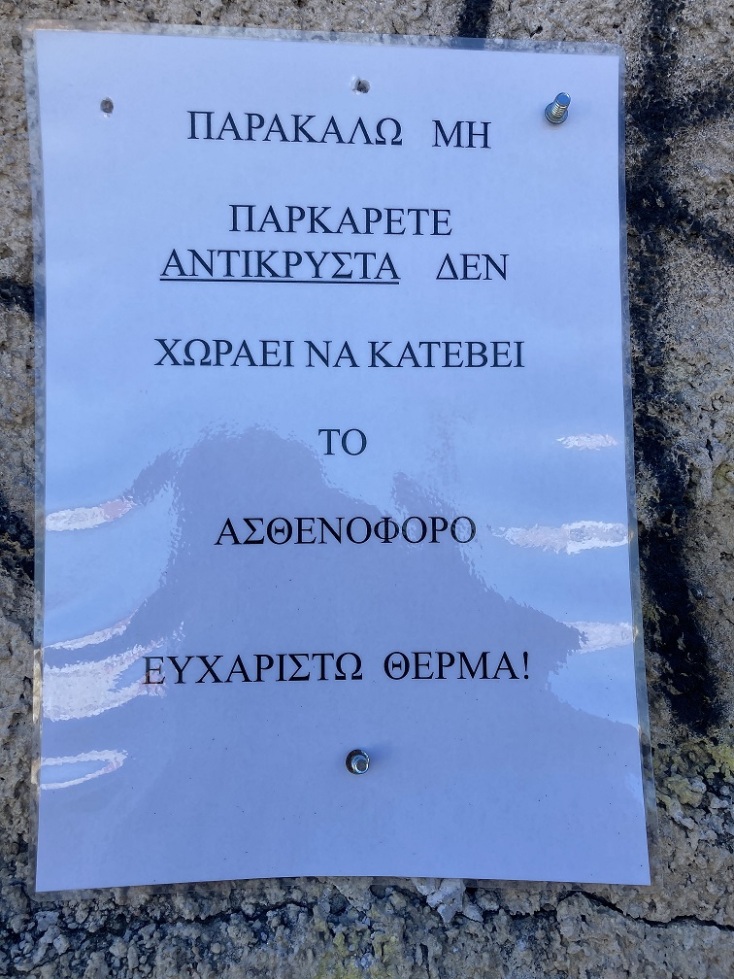 ΠΑΡΑΚΑΛΩ ΜΗ
ΠΑΡΚΑΡΕΤΕ
ΑΝΤΙΚΡΥΣΤΑ ΔΕΝ
ΧΩΡΑΕΙ ΝΑ ΚΑΤΕΒΕΙ
ΤΟ
ΑΣΘΕΝΟΦΟΡΟ
ΕΥΧΑΡΙΣΤΩ ΘΕΡΜΑ!